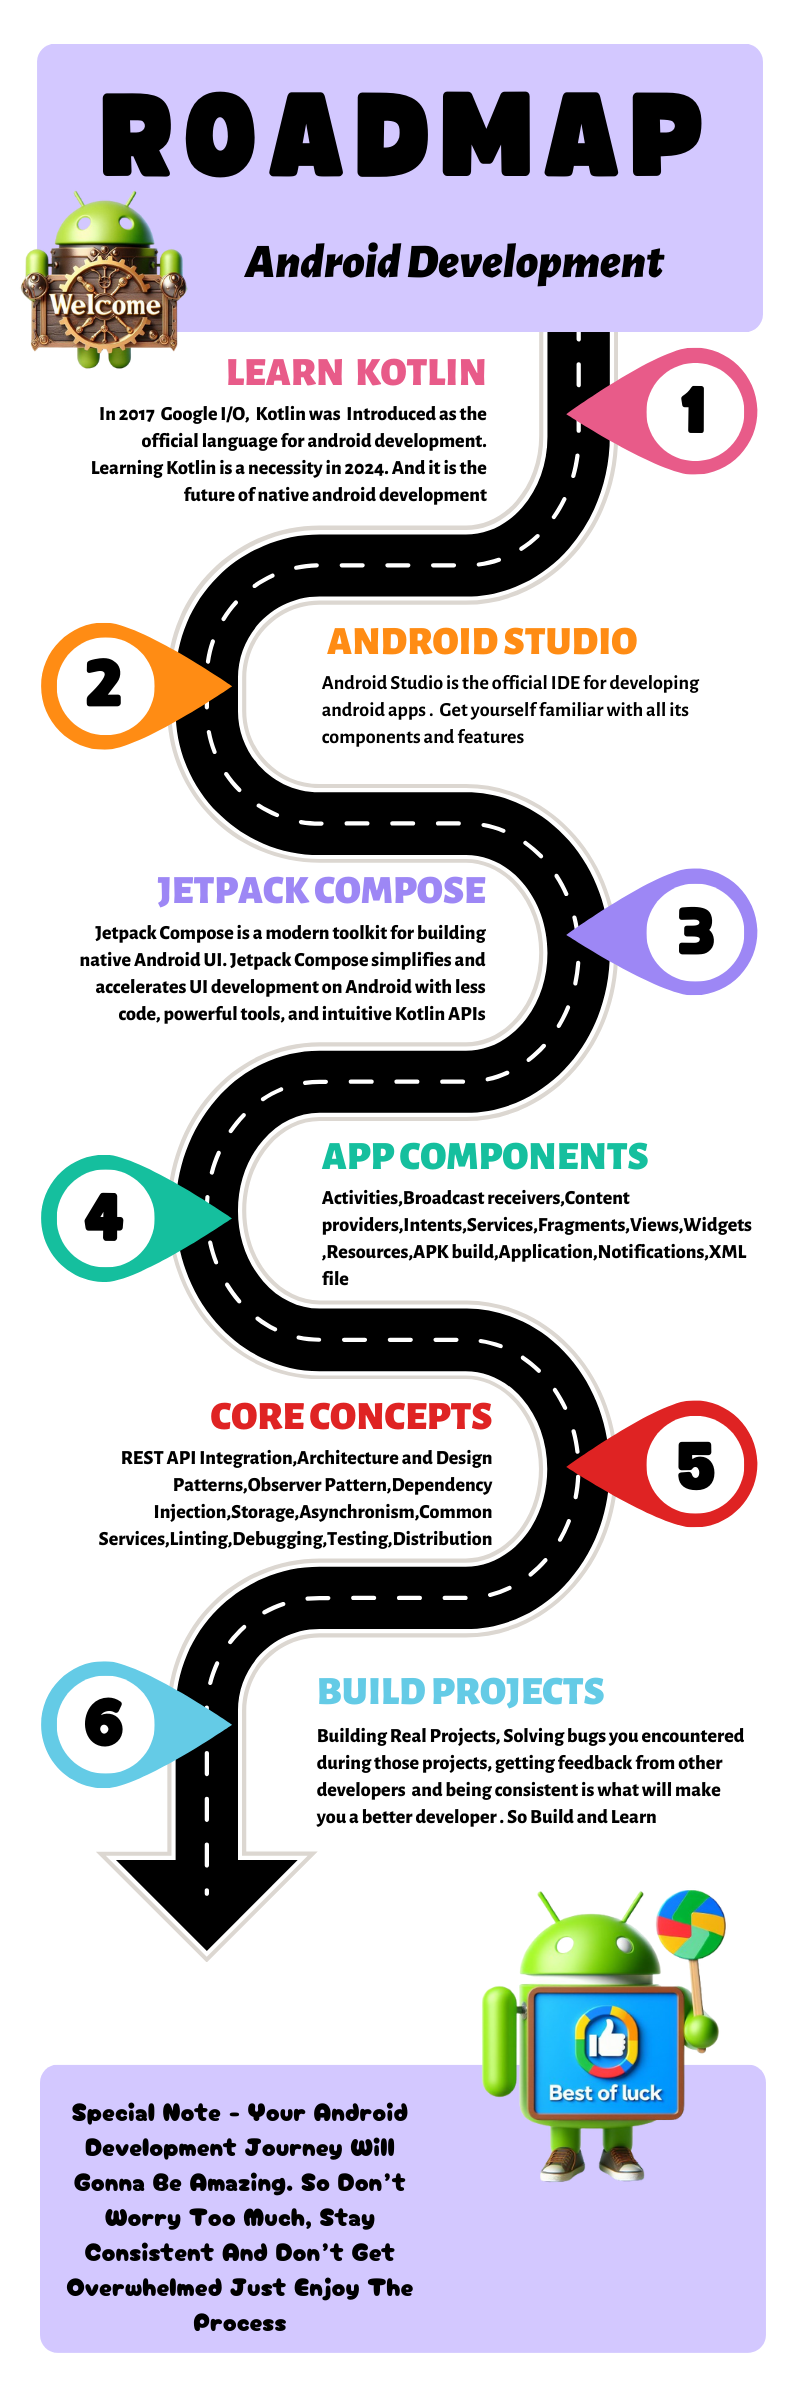 ROADMAP
Android Development
Welcome
LEARN KOTLIN
1
In 2017 Google I/O, Kotlin was Introduced as the
official language for android development.
Learning Kotlin is a necessity in 2024. And it is the
future of native android development
ANDROID STUDIO
2
Android Studio is the official IDE for developing
android apps . Get yourself familiar with all its
components and features
JETPACK COMPOSE
3
Jetpack Compose is a modern toolkit for building
native Android UI. Jetpack Compose simplifies and
accelerates UI development on Android with less
code, powerful tools, and intuitive Kotlin APIs
APP COMPONENTS
4
Activities,Broadcast receivers,Content
providers,Intents,Services,Fragments,Views,Widgets
,Resources,APK build,Application,Notifications,XML
file
CORE CONCEPTS
5
REST API Integration,Architecture and Design
Patterns,Observer Pattern,Dependency
Injection,Storage,Asynchronism,Common
Services,Linting,Debugging,Testing,Distribution
BUILD PROJECTS
6
Building Real Projects, Solving bugs you encountered
during those projects, getting feedback from other
developers and being consistent is what will make
you a better developer . So Build and Learn
Best of luck
Special Note - Your Android
Development Journey Will
Gonna Be Amazing. So Don't
Worry Too Much, Stay
Consistent And Don't Get
Overwhelmed Just Enjoy The
Process